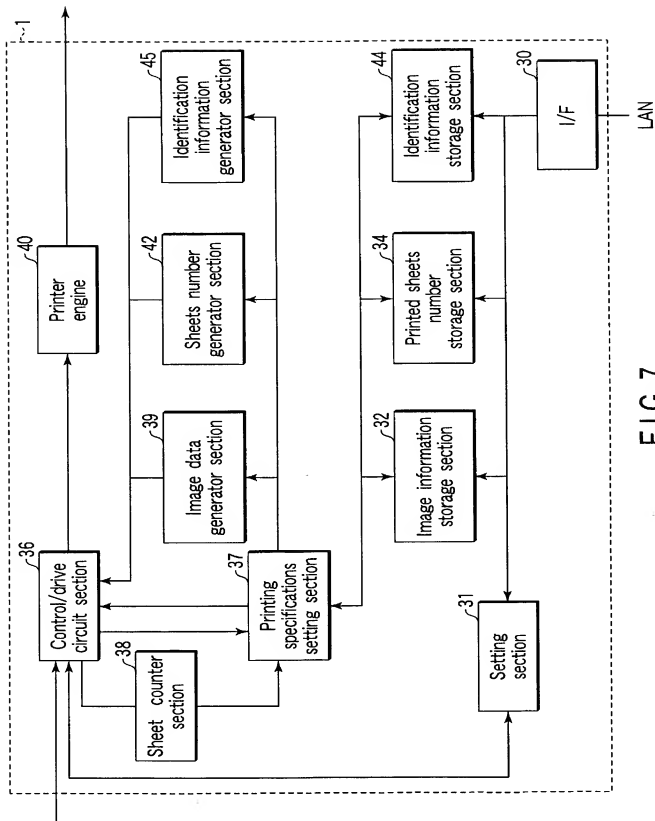 1
36
Control/drive
circuit section
40
Printer
engine
38
Sheet counter
section
37
Printing
specifications
setting section
39
Image data
generator section
42
Sheets number
generator section
45
Identification
information
generator section
31
Setting
section
32
Image information
storage section
34
Printed sheets
number
storage section
44
Identification
information
storage section
30
I/F
LAN
FIG. 7